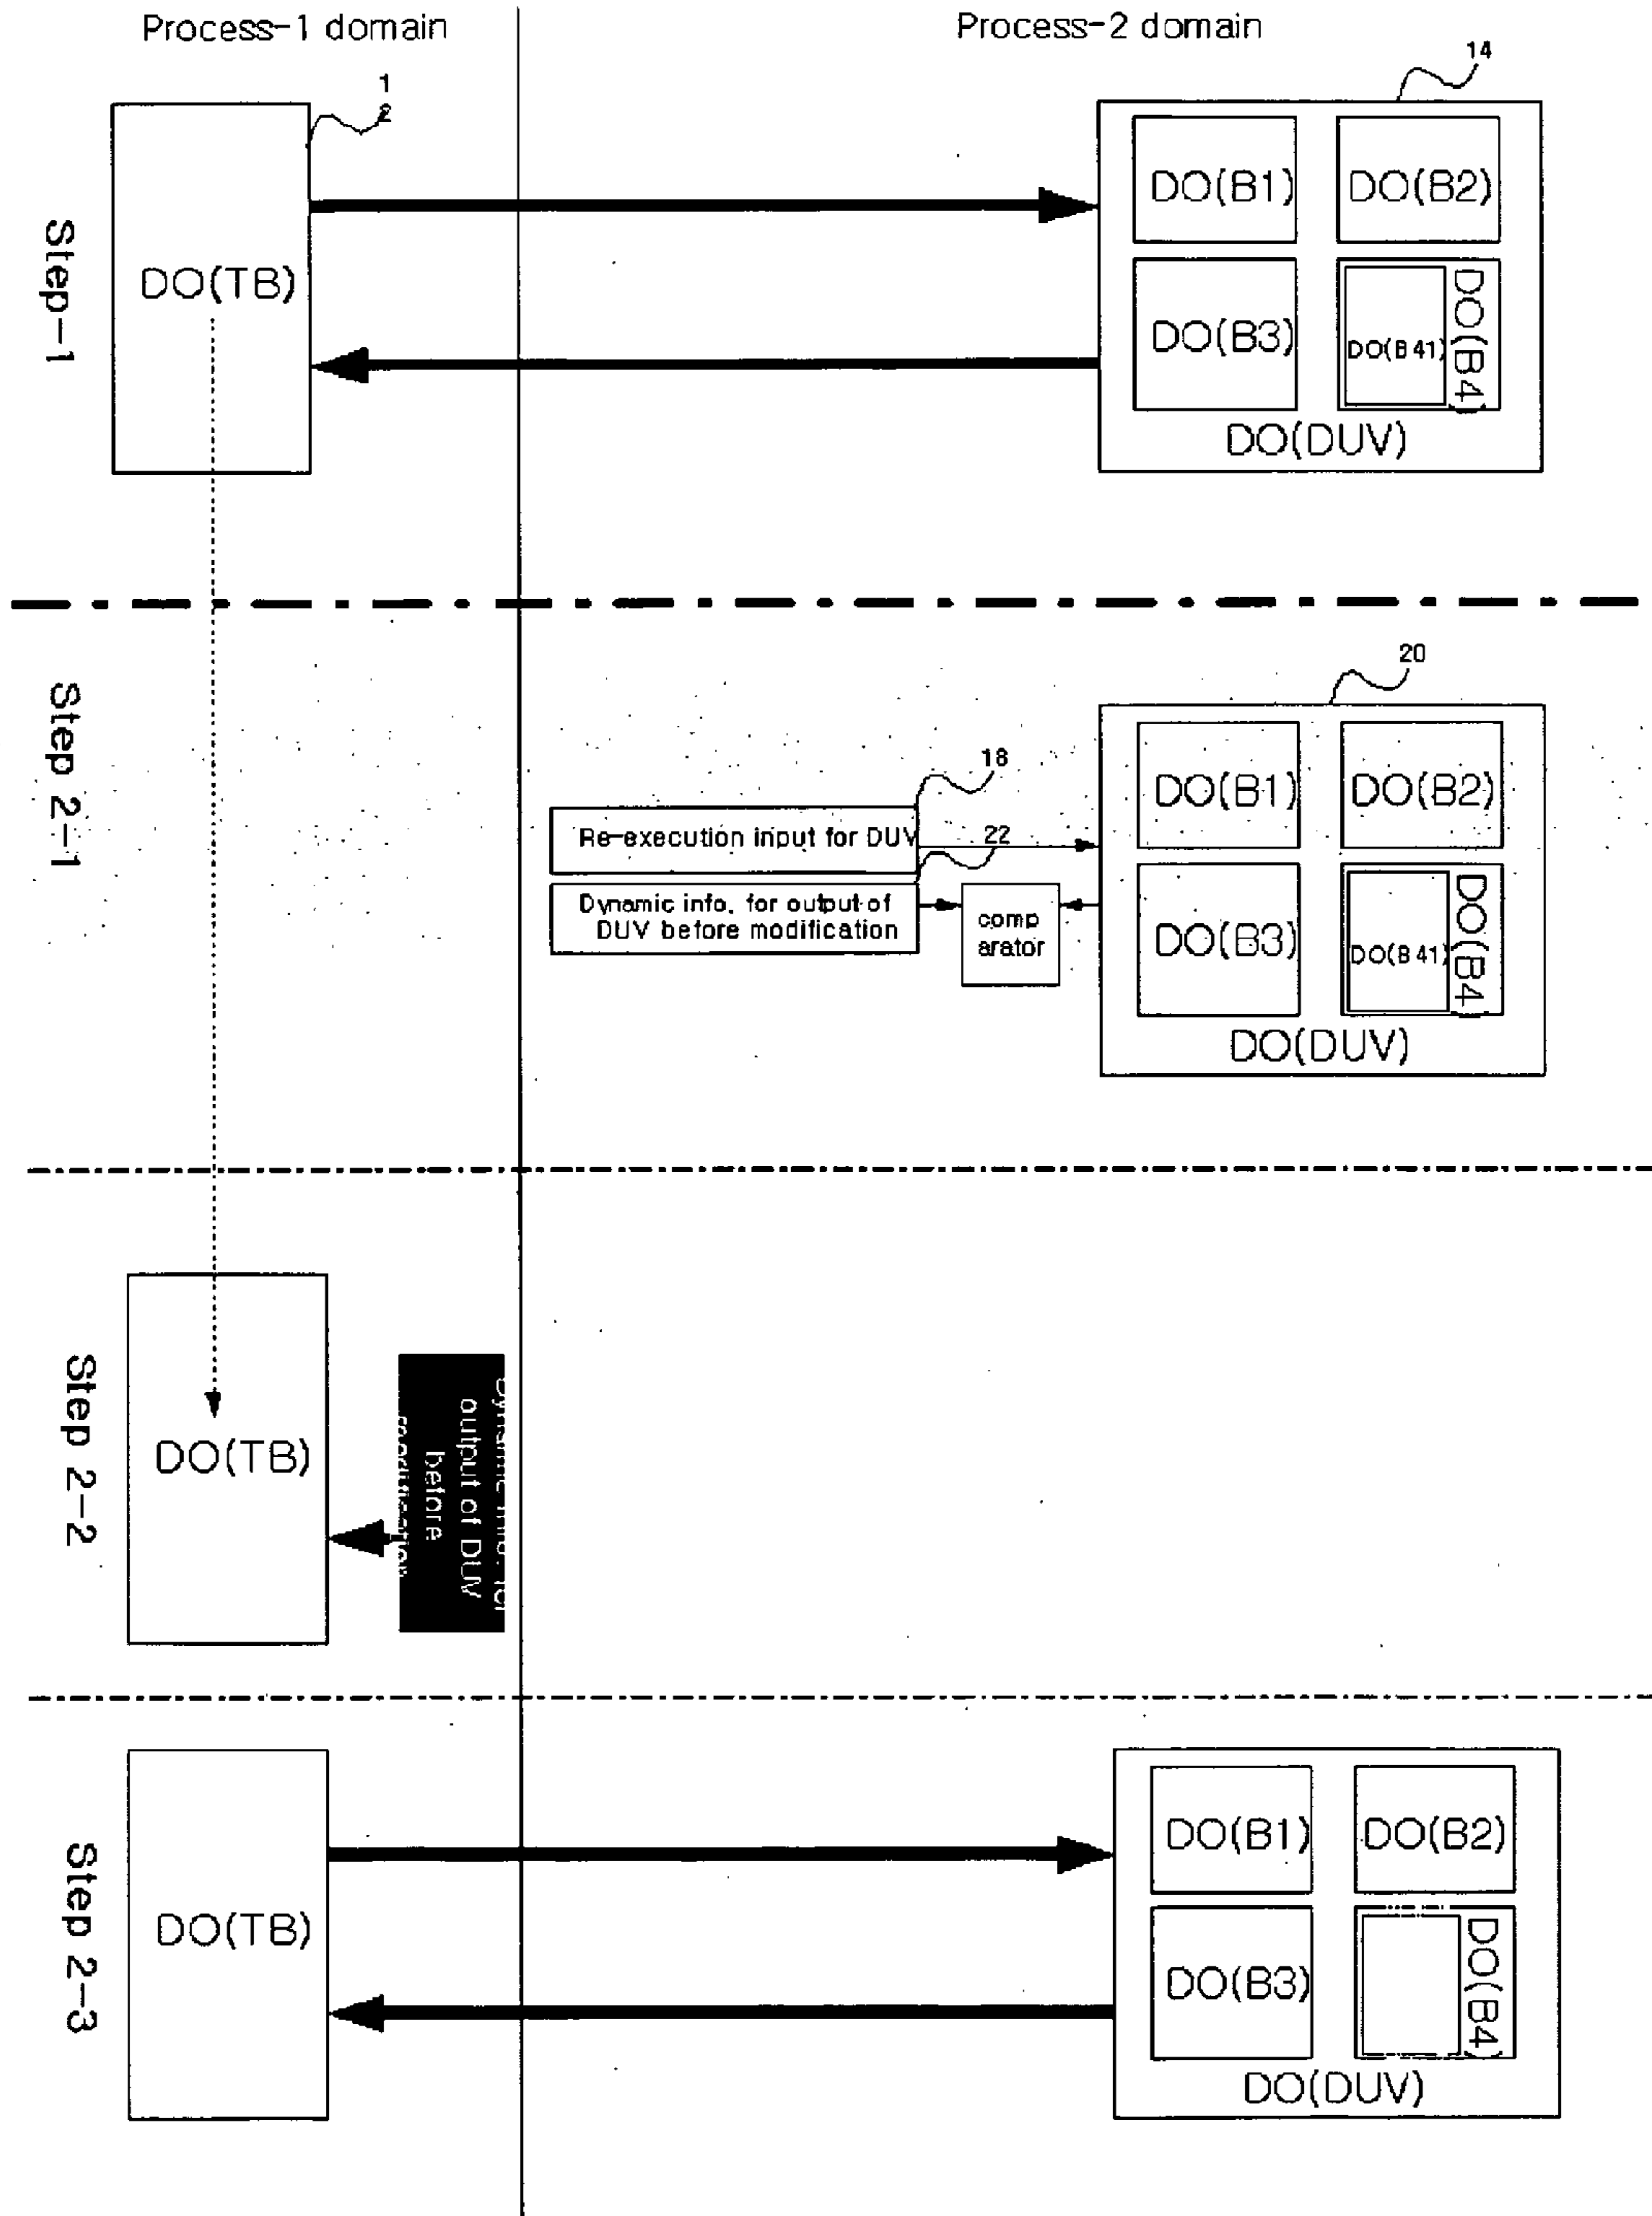 Process-1 domain
Process-2 domain
Step-1
1
2
DO(TB)
14
DO(B1)
DO(B2)
DO(B3)
DO(B41)
DO(B4)
DO(DUV)
Step 2-1
18
Re-execution input for DUV
22
Dynamic info. for output of
DUV before modification
comp
arator
20
DO(B1)
DO(B2)
DO(B3)
DO(B41)
DO(B4)
DO(DUV)
Step 2-2
DO(TB)
Dynamic info. for
output of DUV
before
modification
Step 2-3
DO(TB)
DO(B1)
DO(B2)
DO(B3)
DO(B4)
DO(DUV)